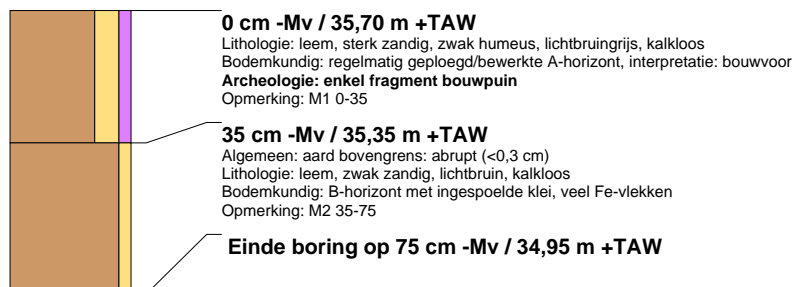 0 cm -Mv / 35,70 m +TAW
Lithologie: leem, sterk zandig, zwak humeus, lichtbruingrijs, kalkloos
Bodemkundig: regelmatig geploegd/bewerkte A-horizont, interpretatie: bouwvoor
Archeologie: enkel fragment bouwpuin
Opmerking: M1 0-35
35 cm -Mv / 35,35 m +TAW
Algemeen: aard bovengrens: abrupt (<0,3 cm)
Lithologie: leem, zwak zandig, lichtbruin, kalkloos
Bodemkundig: B-horizont met ingespoelde klei, veel Fe-vlekken
Opmerking: M2 35-75
Einde boring op 75 cm -Mv / 34,95 m +TAW